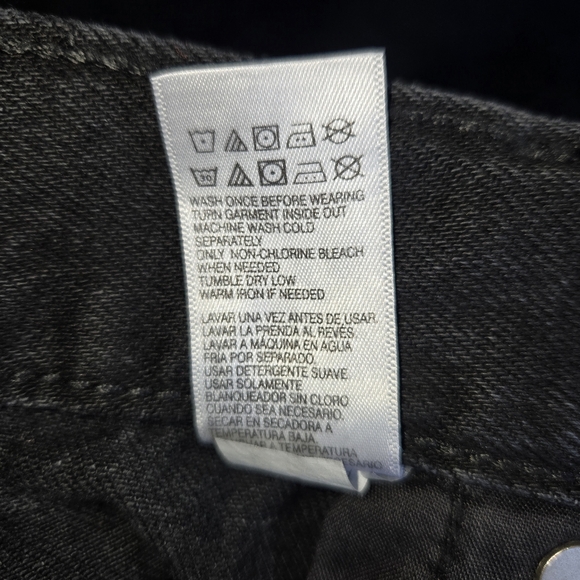 30
WASH ONCE BEFORE WEARING
TURN GARMENT INSIDE OUT
MACHINE WASH COLD
SEPARATELY
ONLY NON-CHLORINE BLEACH
WHEN NEEDED
TUMBLE DRY LOW
WARM IRON IF NEEDED
LAVAR UNA VEZ ANTES DE USAR.
LAVAR LA PRENDA AL REVÉS.
LAVAR A MÁQUINA EN AGUA
FRÍA POR SEPARADO.
USAR DETERGENTE SUAVE.
USAR SOLAMENTE
BLANQUEADOR SIN CLORO
CUANDO SEA NECESARIO.
SECAR EN SECADORA A
TEMPERATURA BAJA.
A TEMPERATURA